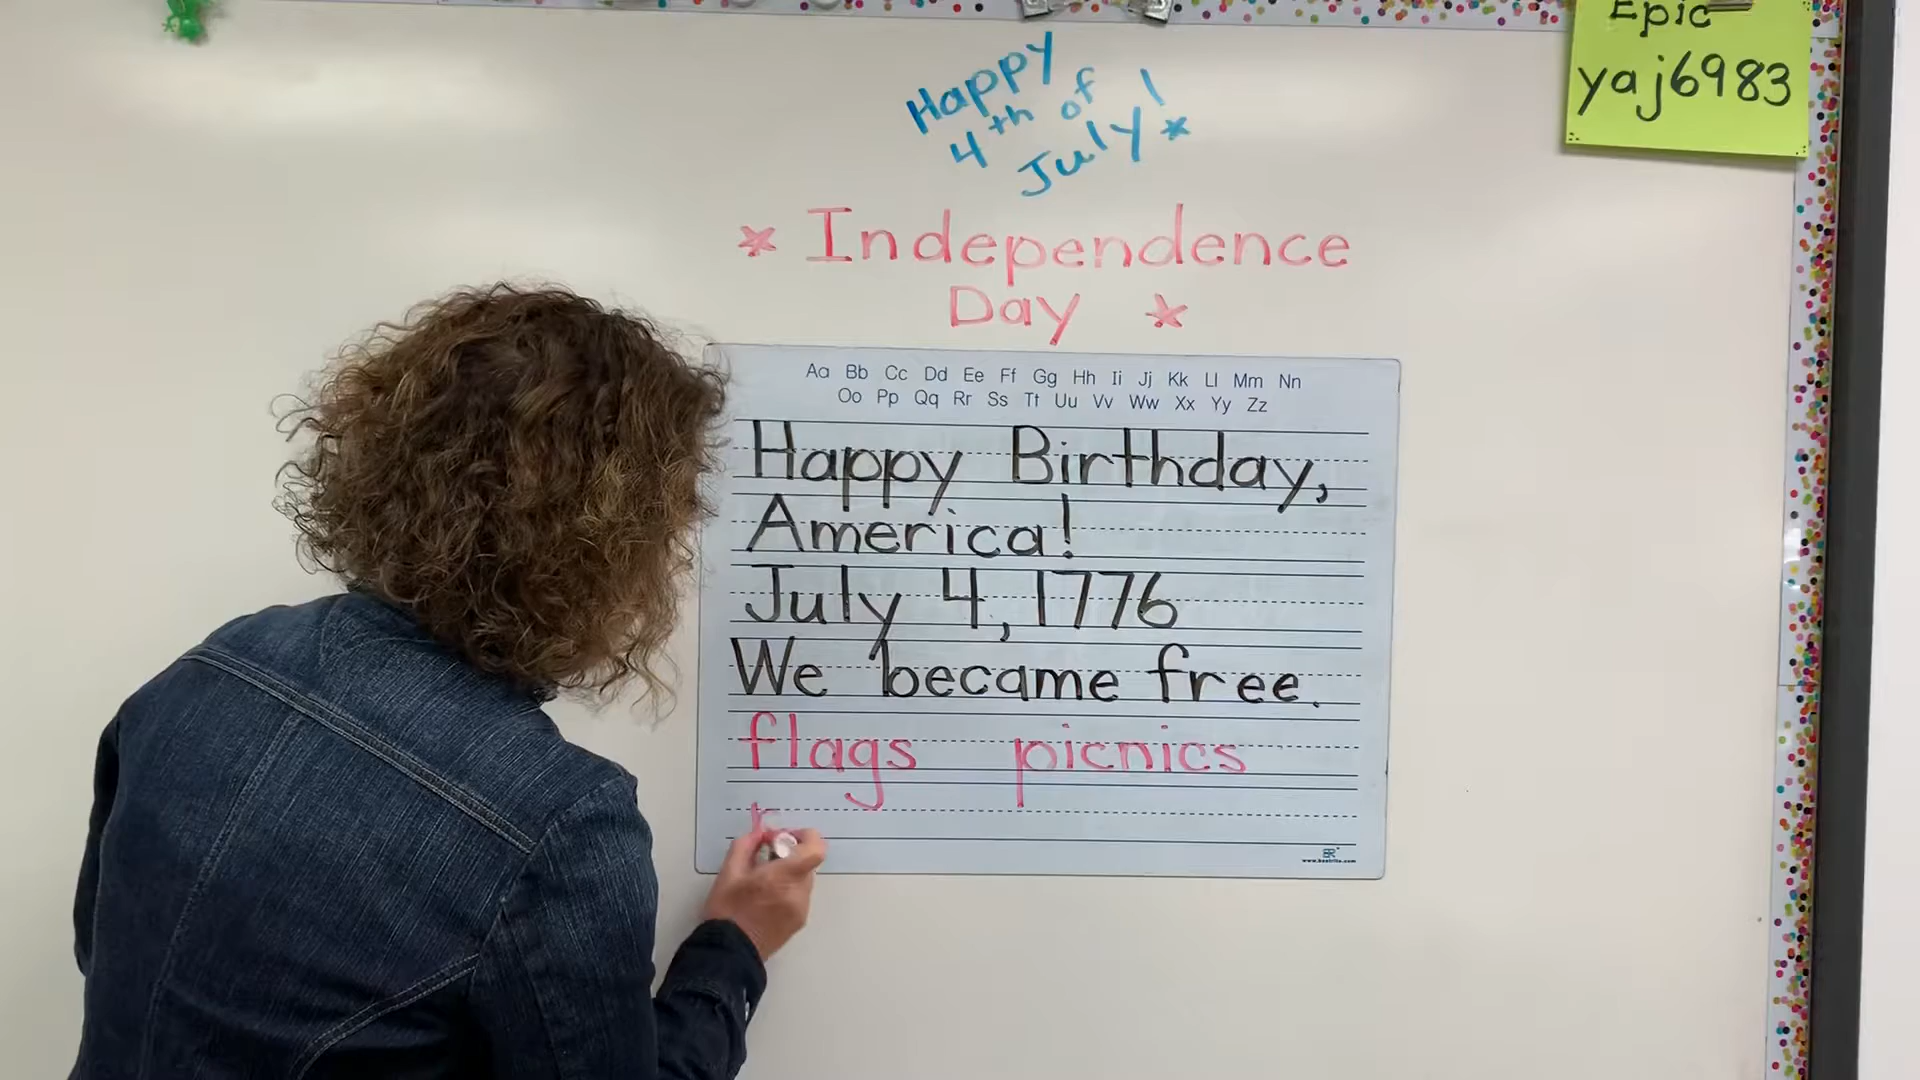 Epic
yaj6983
Happy
4th of
July!
Independence
Day
Aa Bb Cc Dd Ee Ff Gg Hh Ii Jj Kk Ll Mm Nn
Oo Pp Qq Rr Ss Tt Uu Vv Ww Xx Yy Zz
Happy Birthday,
America!
July 4, 1776
We became free.
flags picnics